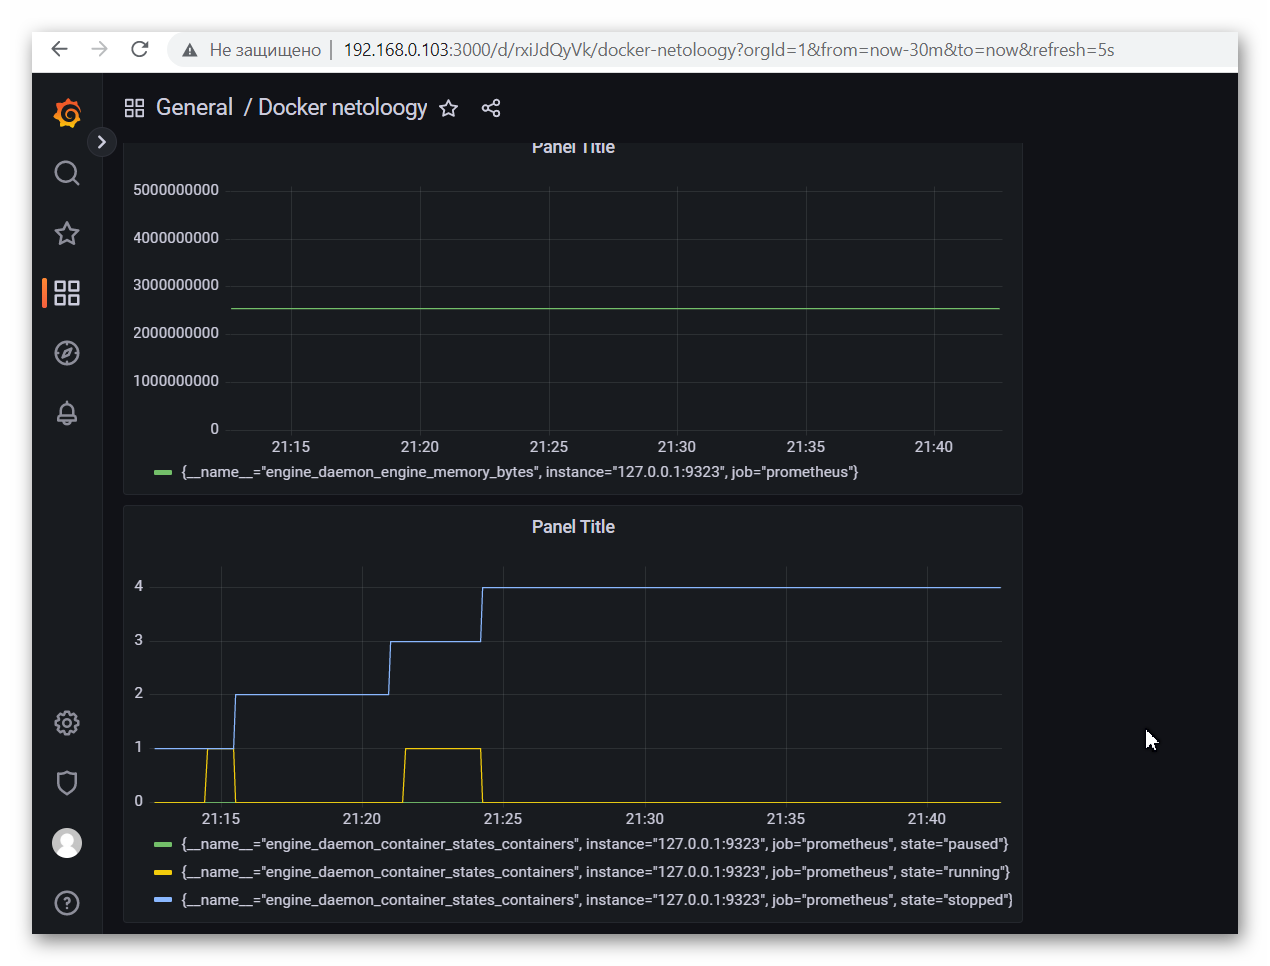 Не защищено | 192.168.0.103:3000/d/rxiJdQyVk/docker-netoloogy?orgId=1&from=now-30m&to=now&refresh=5s
General / Docker netoloogy
Panel Title
5000000000
4000000000
3000000000
2000000000
1000000000
0
21:15 21:20 21:25 21:30 21:35 21:40
{__name__="engine_daemon_engine_memory_bytes", instance="127.0.0.1:9323", job="prometheus"}
Panel Title
4
3
2
1
0
21:15 21:20 21:25 21:30 21:35 21:40
{__name__="engine_daemon_container_states_containers", instance="127.0.0.1:9323", job="prometheus", state="paused"}
{__name__="engine_daemon_container_states_containers", instance="127.0.0.1:9323", job="prometheus", state="running"}
{__name__="engine_daemon_container_states_containers", instance="127.0.0.1:9323", job="prometheus", state="stopped"}